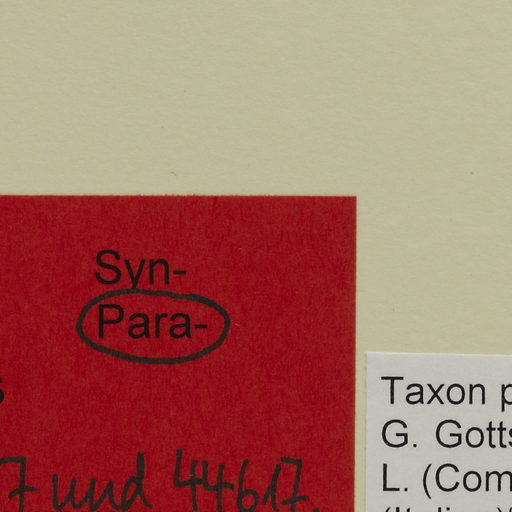 Syn-
Para-
7 und 44617.
Taxon p
G. Gotts
L. (Com